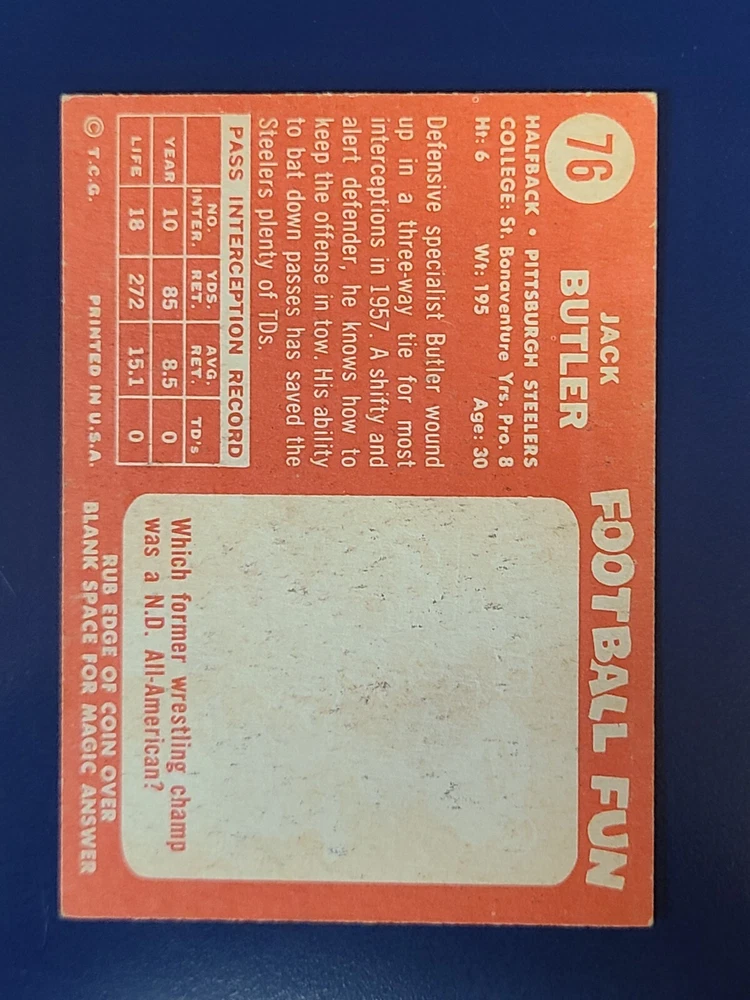 76
JACK
BUTLER
HALFBACK • PITTSBURGH STEELERS
COLLEGE: St. Bonaventure Yrs. Pro. 8
Ht: 6 Wt: 195 Age: 30
Defensive specialist Butler wound
up in a three-way tie for most
interceptions in 1957. A shifty and
alert defender, he knows how to
keep the offense in tow. His ability
to bat down passes has saved the
Steelers plenty of TDs.
PASS INTERCEPTION RECORD
NO. INTER. YDS. RET. AVG. RET. TD's
YEAR 10 85 8.5 0
LIFE 18 272 15.1 0
© T.C.G. PRINTED IN U.S.A.
FOOTBALL FUN
Which former wrestling champ
was a N.D. All-American?
RUB EDGE OF COIN OVER
BLANK SPACE FOR MAGIC ANSWER